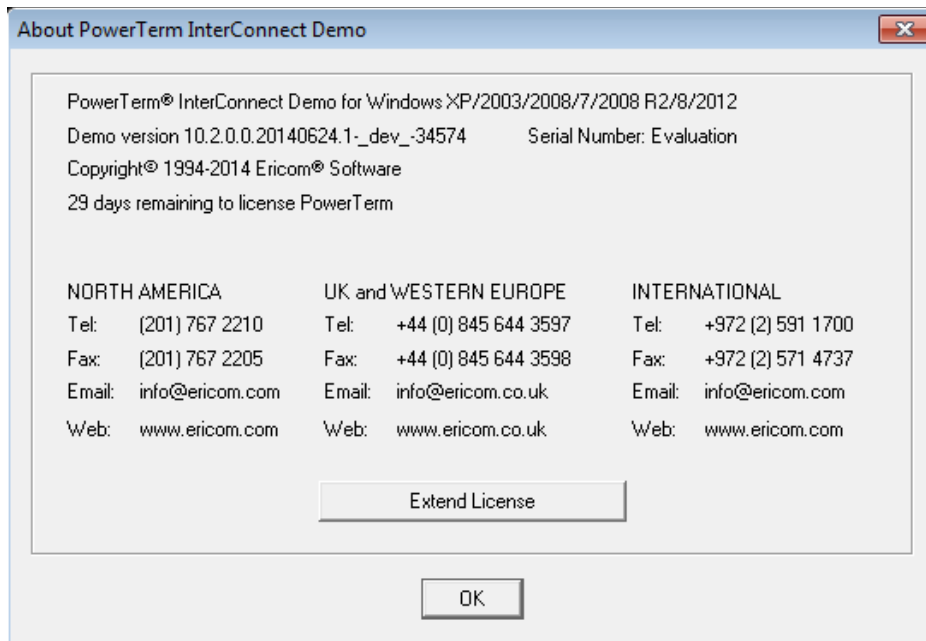 About PowerTerm InterConnect Demo
PowerTerm® InterConnect Demo for Windows XP/2003/2008/7/2008 R2/8/2012
Demo version 10.2.0.0.20140624.1-_dev_-34574 Serial Number: Evaluation
Copyright© 1994-2014 Ericom® Software
29 days remaining to license PowerTerm
NORTH AMERICA UK and WESTERN EUROPE INTERNATIONAL
Tel: (201) 767 2210 Tel: +44 (0) 845 644 3597 Tel: +972 (2) 591 1700
Fax: (201) 767 2205 Fax: +44 (0) 845 644 3598 Fax: +972 (2) 571 4737
Email: info@ericom.com Email: info@ericom.co.uk Email: info@ericom.com
Web: www.ericom.com Web: www.ericom.co.uk Web: www.ericom.com
Extend License
OK